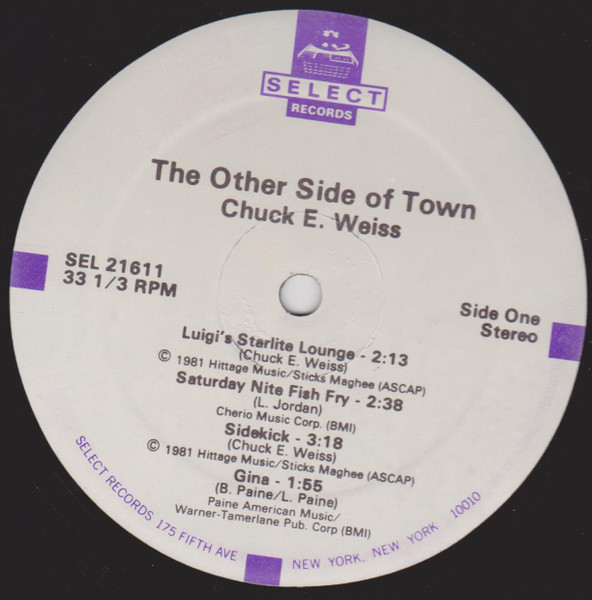 SELECT
RECORDS
The Other Side of Town
Chuck E. Weiss
SEL 21611
33 1/3 RPM
Side One
Stereo
Luigi's Starlite Lounge - 2:13
(Chuck E. Weiss)
© 1981 Hittage Music/Sticks Maghee (ASCAP)
Saturday Nite Fish Fry - 2:38
(L. Jordan)
Cherio Music Corp. (BMI)
Sidekick - 3:18
(Chuck E. Weiss)
© 1981 Hittage Music/Sticks Maghee (ASCAP)
Gina - 1:55
(B. Paine/L. Paine)
Paine American Music/
Warner-Tamerlane Pub. Corp (BMI)
SELECT RECORDS 175 FIFTH AVE NEW YORK, NEW YORK 10010